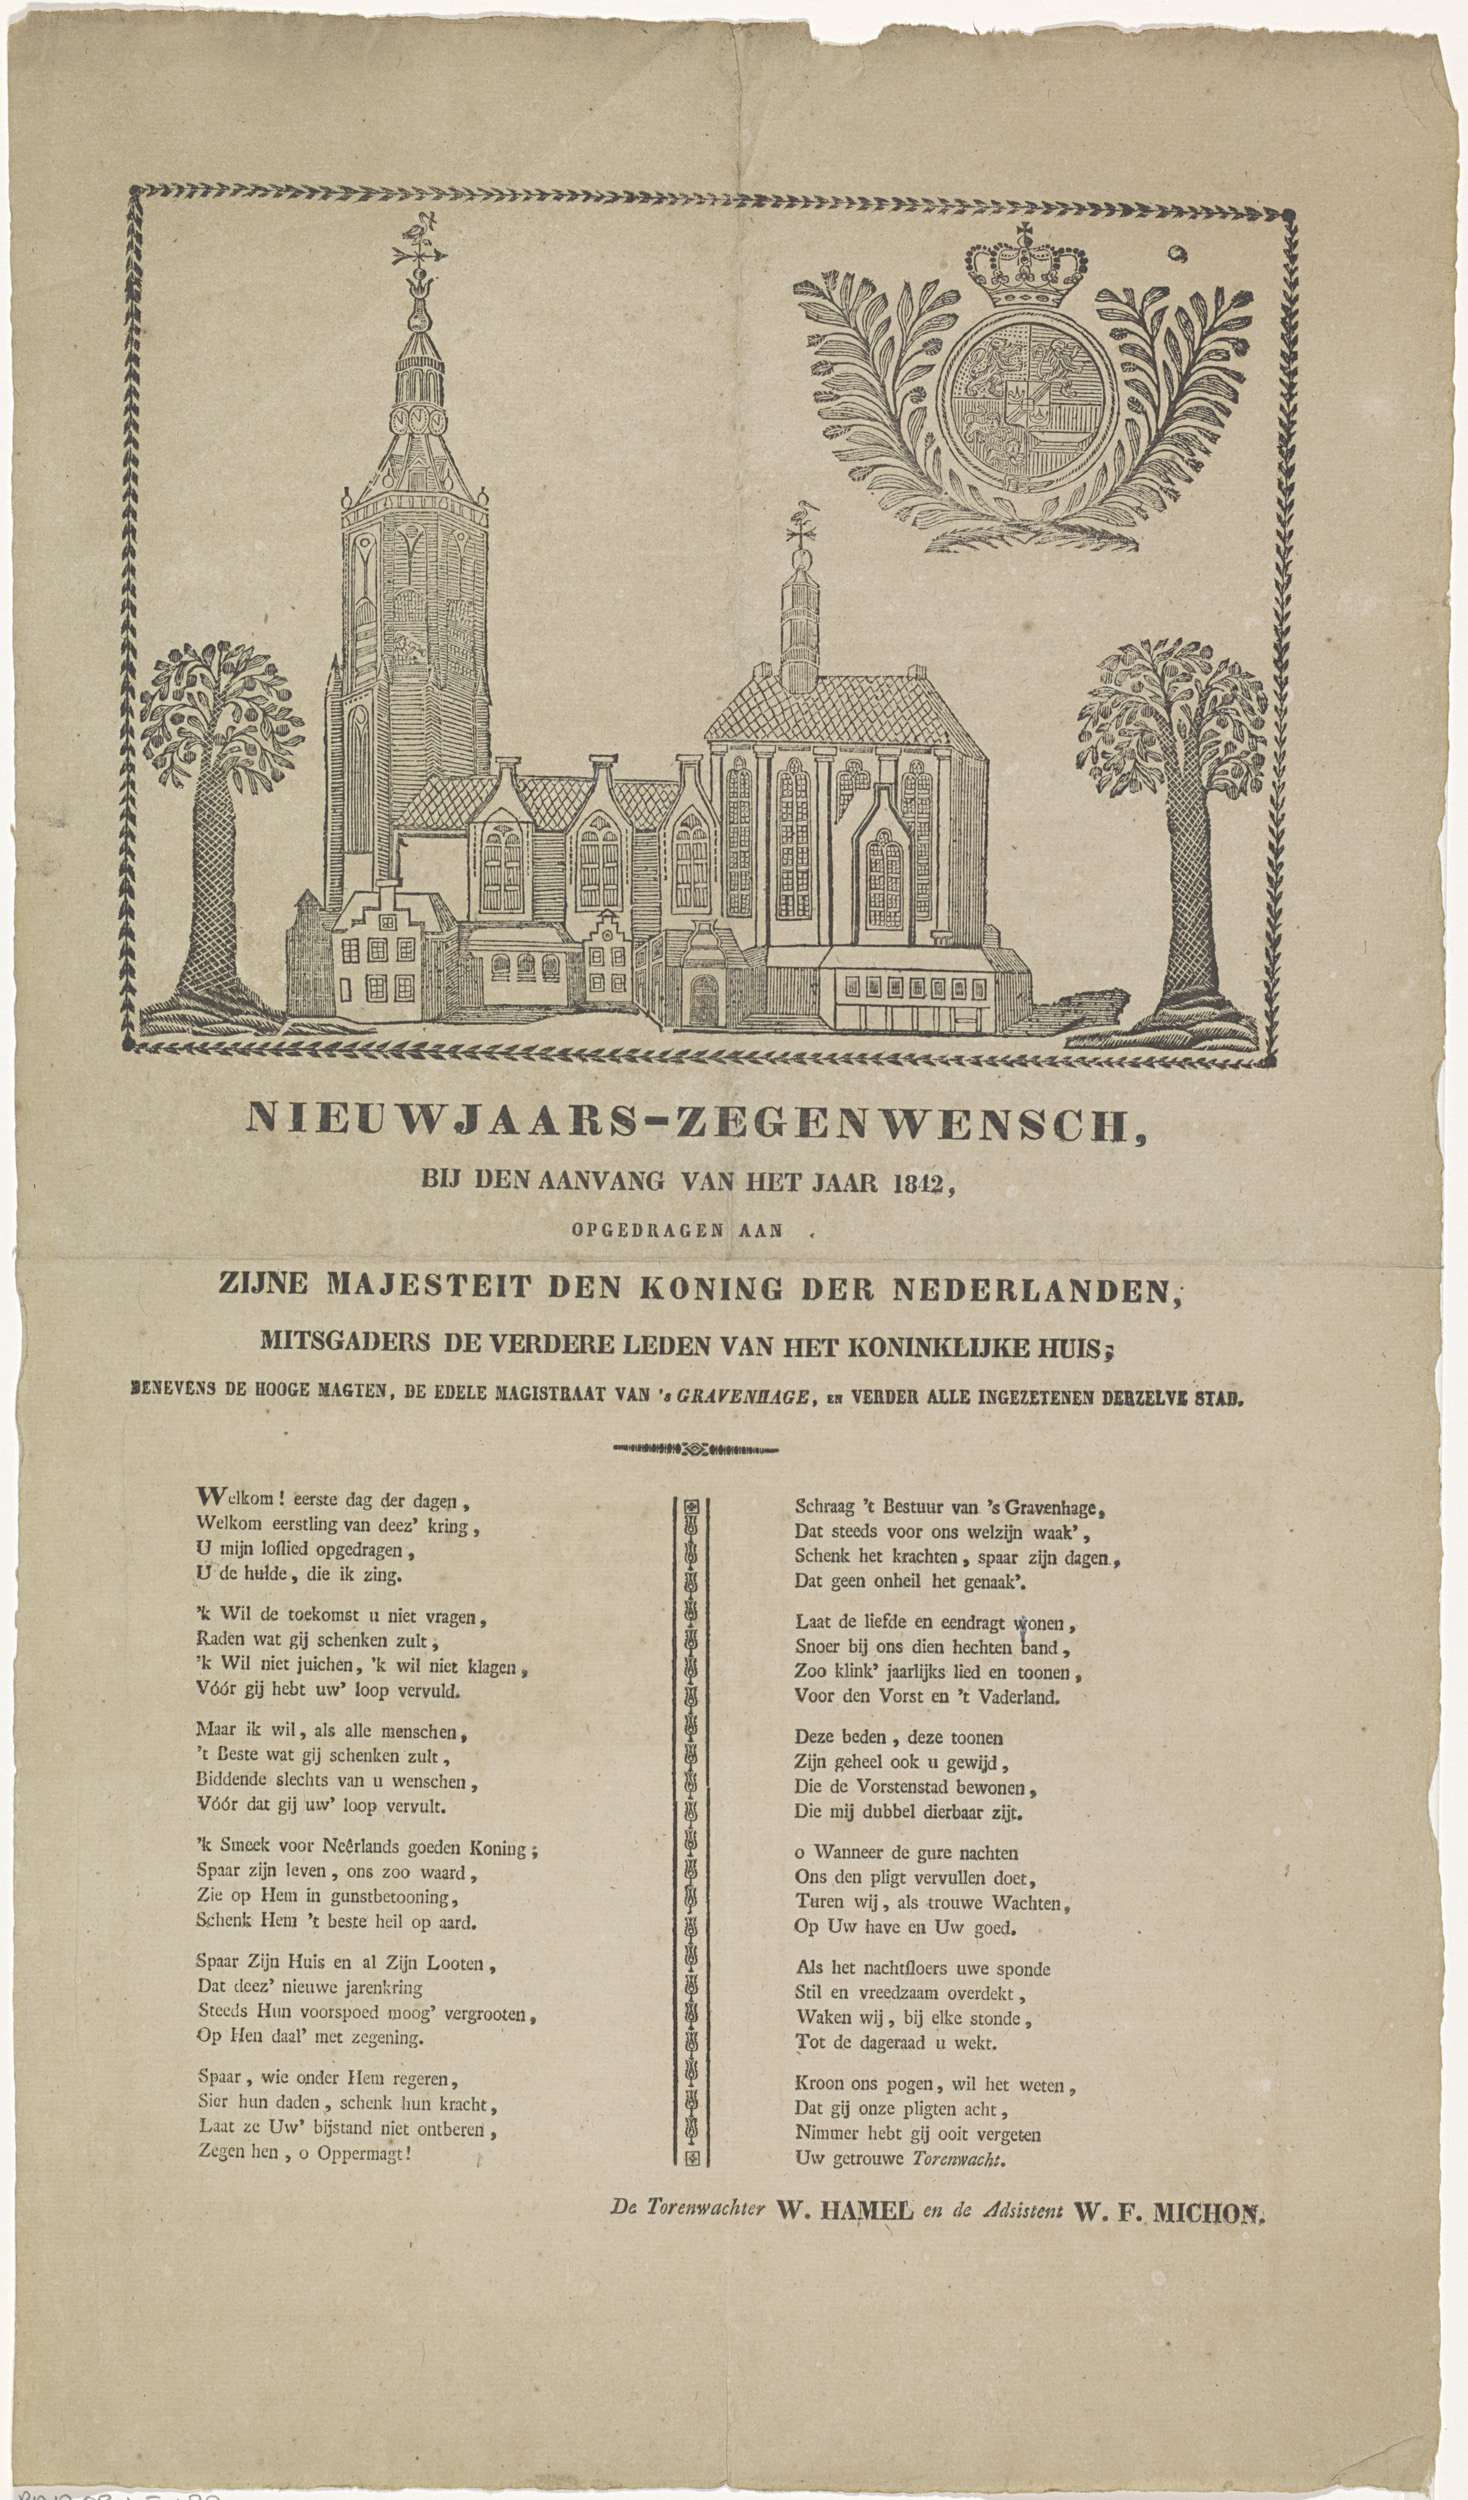 NIEUWJAARS-ZEGENWENSCH,
BIJ DEN AANVANG VAN HET JAAR 1842,
OPGEDRAGEN AAN
ZIJNE MAJESTEIT DEN KONING DER NEDERLANDEN,
MITSGADERS DE VERDERE LEDEN VAN HET KONINKLIJKE HUIS;
BENEVENS DE HOOGE MAGTEN, DE EDELE MAGISTRAAT VAN 's GRAVENHAGE, EN VERDER ALLE INGEZETENEN DERZELVE STAD.
Welkom! eerste dag der dagen,
Welkom eerstling van deez' kring,
U mijn loflied opgedragen,
U de hulde, die ik zing.
'k Wil de toekomst u niet vragen,
Raden wat gij schenken zult,
'k Wil niet juichen, 'k wil niet klagen,
Vóór gij hebt uw' loop vervuld.
Maar ik wil, als alle menschen,
't Beste wat gij schenken zult,
Biddende slechts van u wenschen,
Vóór dat gij uw' loop vervult.
'k Smeek voor Neêrlands goeden Koning;
Spaar zijn leven, ons zoo waard,
Zie op Hem in gunstbetooning,
Schenk Hem 't beste heil op aard.
Spaar Zijn Huis en al Zijn Looten,
Dat deez' nieuwe jarenkring
Steeds Hun voorspoed moog' vergrooten,
Op Hen daal' met zegening.
Spaar, wie onder Hem regeren,
Sier hun daden, schenk hun kracht,
Laat ze Uw' bijstand niet ontberen,
Zegen hen, o Oppermagt!
Schraag 't Bestuur van 's Gravenhage,
Dat steeds voor ons welzijn waak',
Schenk het krachten, spaar zijn dagen,
Dat geen onheil het genaak'.
Laat de liefde en eendragt wonen,
Snoer bij ons dien hechten band,
Zoo klink' jaarlijks lied en toonen,
Voor den Vorst en 't Vaderland.
Deze beden, deze toonen
Zijn geheel ook u gewijd,
Die de Vorstenstad bewonen,
Die mij dubbel dierbaar zijt.
o Wanneer de gure nachten
Ons den pligt vervullen doet,
Turen wij, als trouwe Wachten,
Op Uw have en Uw goed.
Als het nachtfloers uwe sponde
Stil en vreedzaam overdekt,
Waken wij, bij elke stonde,
Tot de dageraad u wekt.
Kroon ons pogen, wil het weten,
Dat gij onze pligten acht,
Nimmer hebt gij ooit vergeten
Uw getrouwe Torenwacht.
De Torenwachter W. HAMEL en de Adsistent W. F. MICHON.